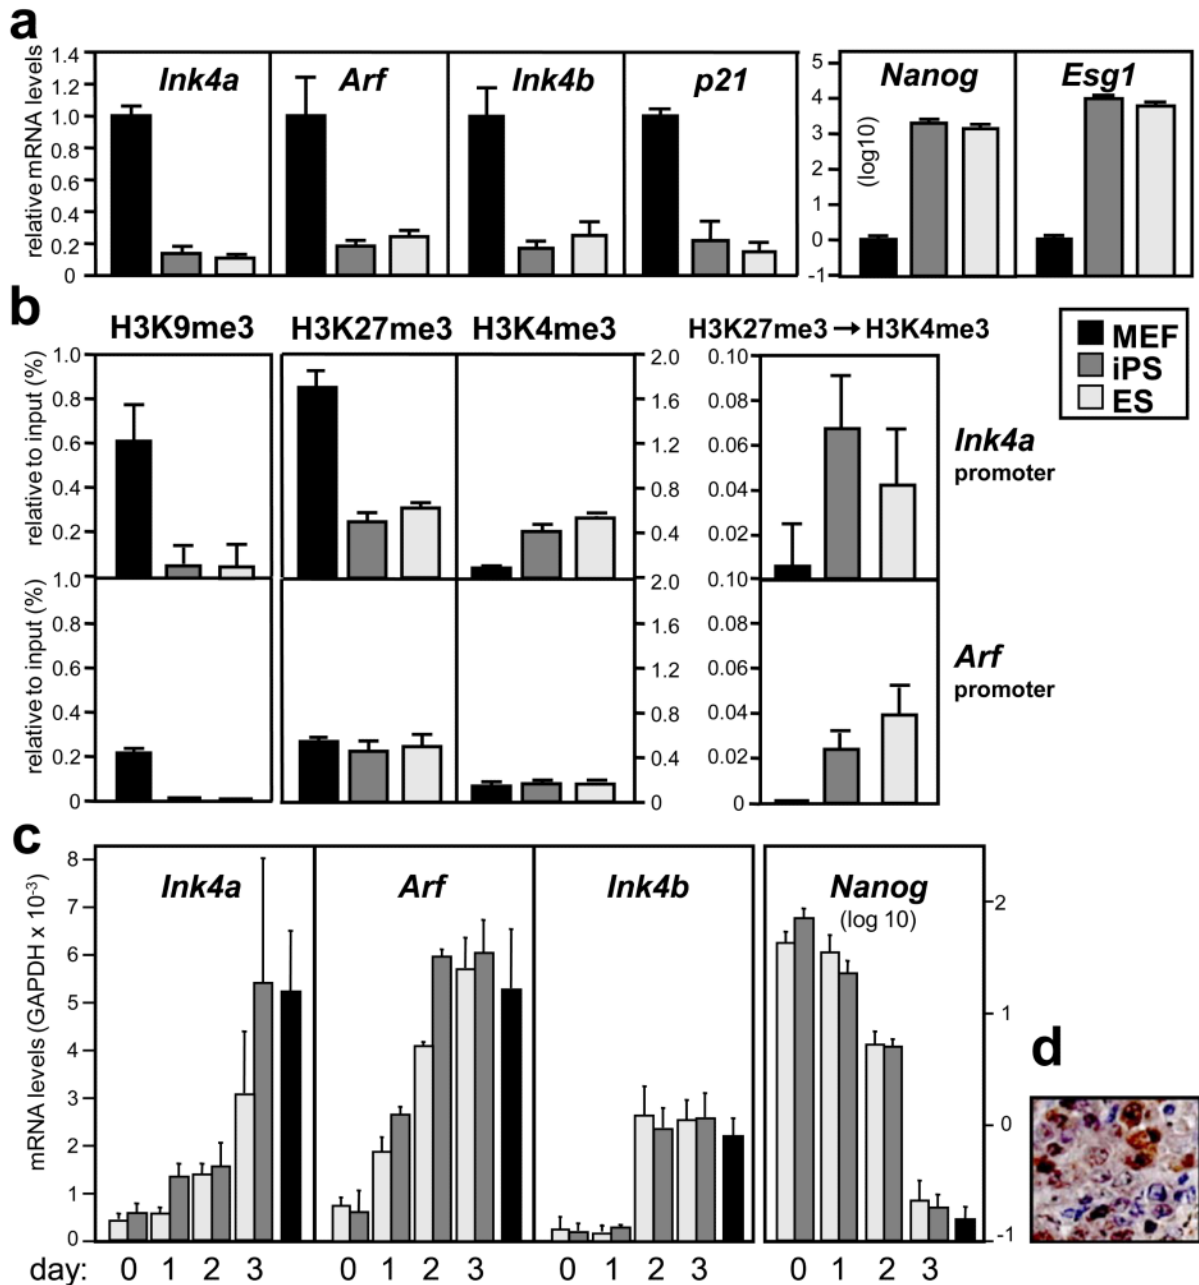 a
relative mRNA levels
1.4
1.2
1.0
0.8
0.6
0.4
0.2
0
Ink4a
Arf
Ink4b
p21
5
4
3
2
1
0
-1
(log10)
Nanog
Esg1
b
H3K9me3
H3K27me3
H3K4me3
H3K27me3 → H3K4me3
MEF
iPS
ES
relative to input (%)
1.0
0.8
0.6
0.4
0.2
1.0
2.0
1.6
1.2
0.8
0.4
2.0
0.10
0.08
0.06
0.04
0.02
0.10
Ink4a
promoter
relative to input (%)
0.8
0.6
0.4
0.2
0
1.6
1.2
0.8
0.4
0
0.08
0.06
0.04
0.02
0
Arf
promoter
c
mRNA levels (GAPDH x 10-3)
8
7
6
5
4
3
2
1
0
Ink4a
Arf
Ink4b
Nanog
(log 10)
2
1
0
-1
day: 0 1 2 3 0 1 2 3 0 1 2 3 0 1 2 3
d